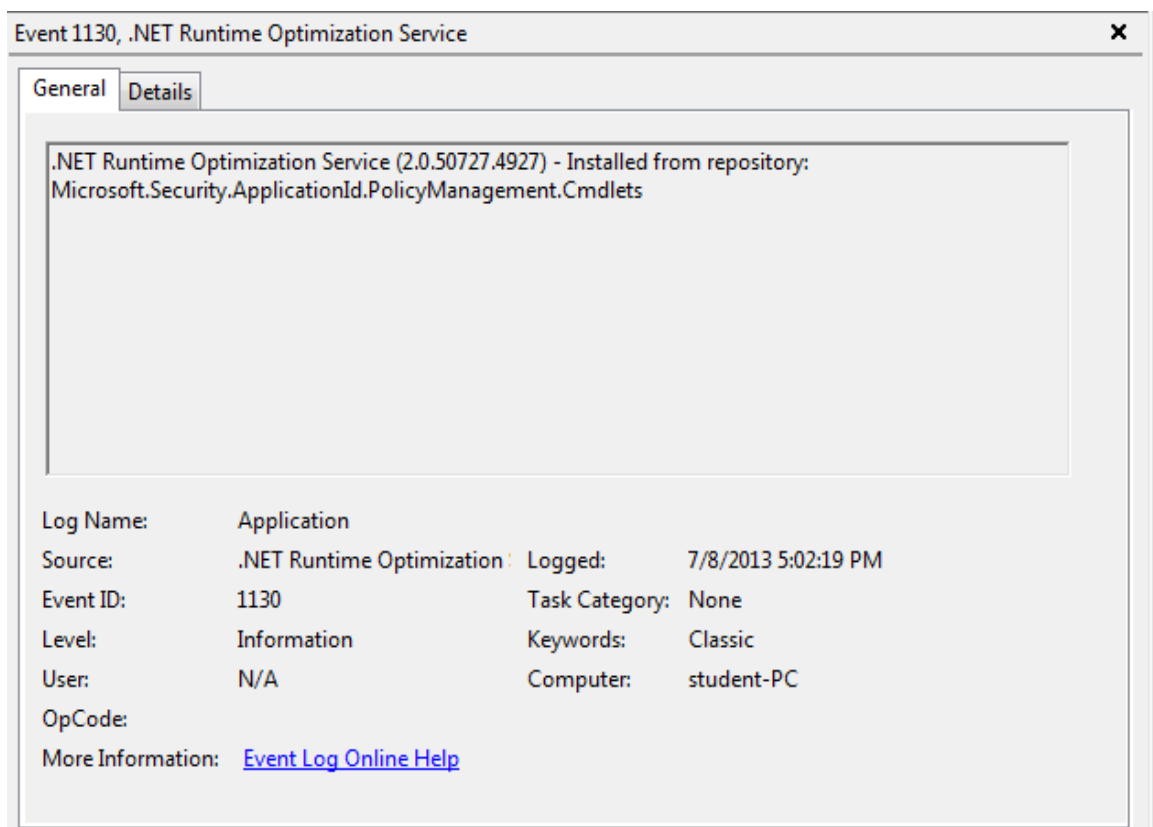 Event 1130, .NET Runtime Optimization Service
General Details
.NET Runtime Optimization Service (2.0.50727.4927) - Installed from repository:
Microsoft.Security.ApplicationId.PolicyManagement.Cmdlets
Log Name: Application
Source: .NET Runtime Optimization Logged: 7/8/2013 5:02:19 PM
Event ID: 1130 Task Category: None
Level: Information Keywords: Classic
User: N/A Computer: student-PC
OpCode:
More Information: Event Log Online Help